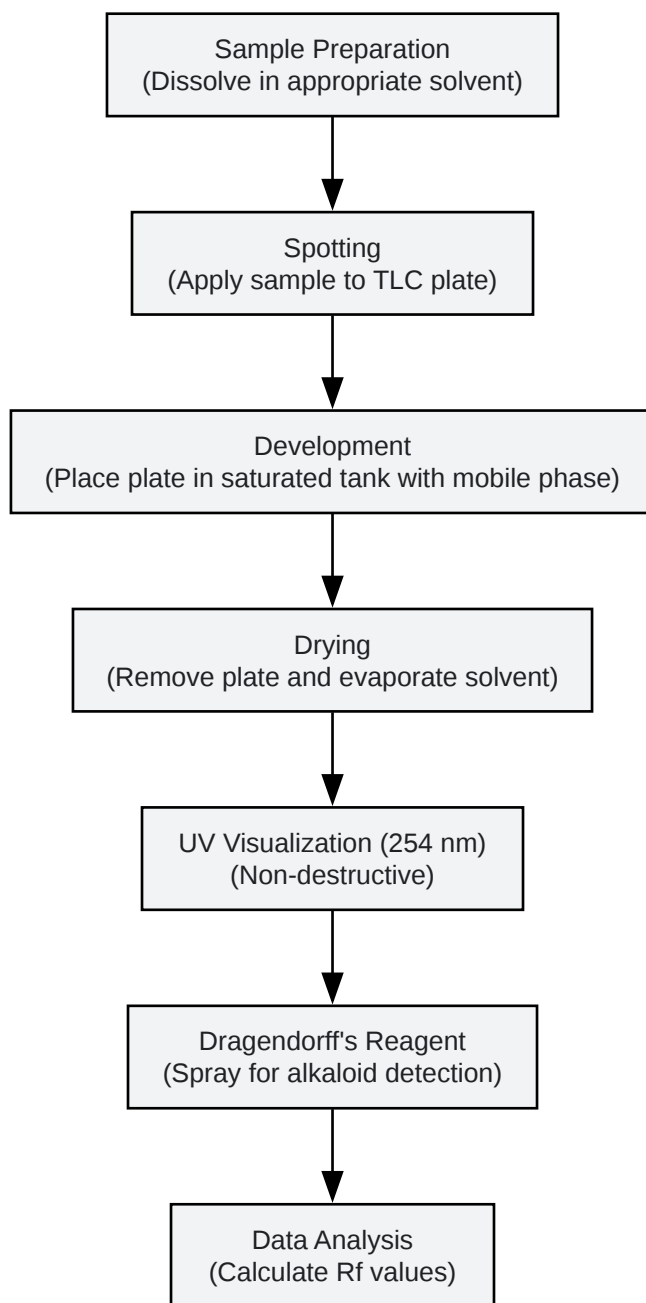 Sample Preparation
(Dissolve in appropriate solvent)
Spotting
(Apply sample to TLC plate)
Development
(Place plate in saturated tank with mobile phase)
Drying
(Remove plate and evaporate solvent)
UV Visualization (254 nm)
(Non-destructive)
Dragendorff's Reagent
(Spray for alkaloid detection)
Data Analysis
(Calculate Rf values)